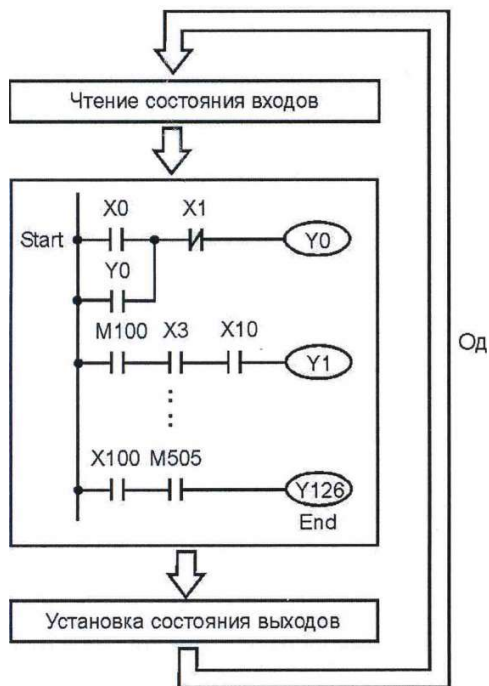 Чтение состояния входов
X0 X1
Start Y0
Y0
M100 X3 X10
Y1
Од
X100 M505
Y126
End
Установка состояния выходов